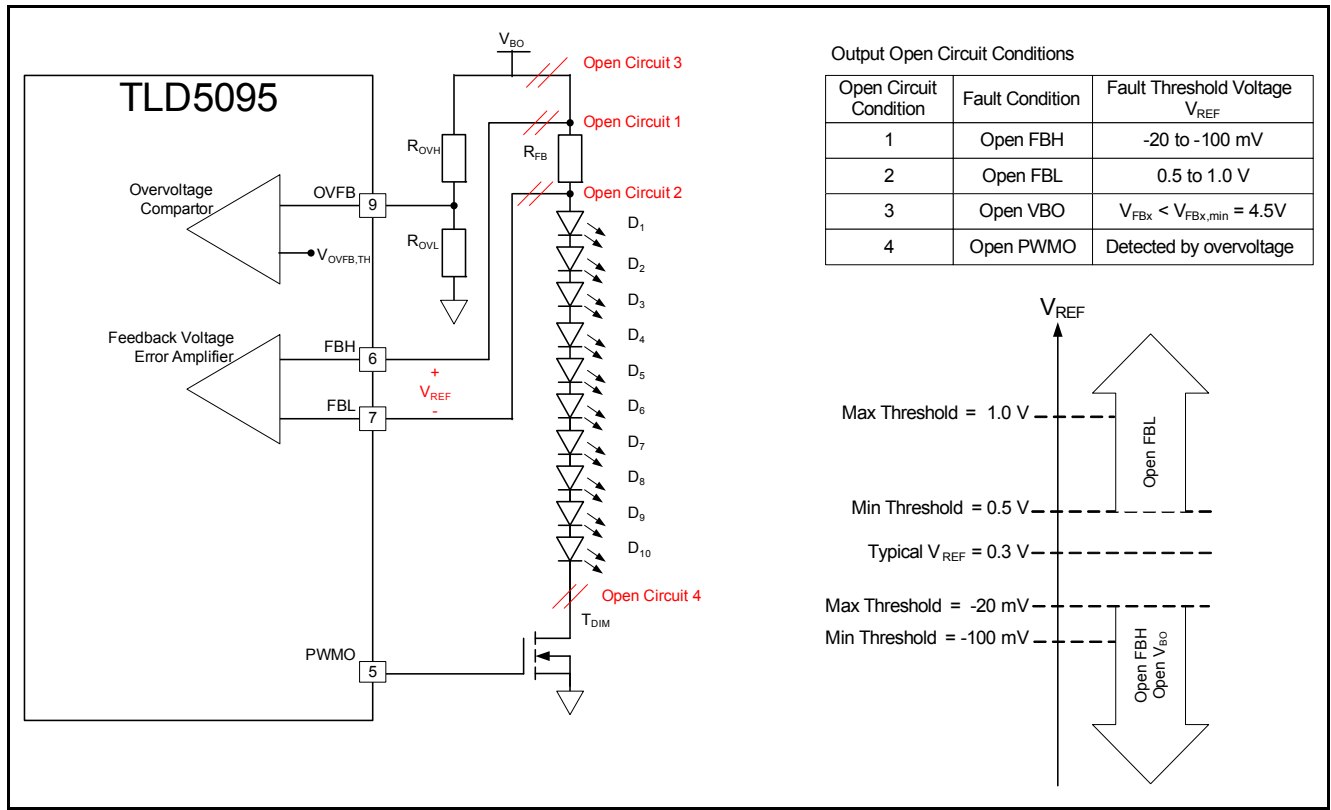 TLD5095
Overvoltage
Compartor
OVFB
9
V_OVFB,TH
Feedback Voltage
Error Amplifier
FBH
6
FBL
7
PWMO
5
V_BO
Open Circuit 3
Open Circuit 1
R_OVH
R_FB
Open Circuit 2
R_OVL
+
V_REF
-
D_1
D_2
D_3
D_4
D_5
D_6
D_7
D_8
D_9
D_10
Open Circuit 4
T_DIM
Output Open Circuit Conditions
Open Circuit Condition | Fault Condition | Fault Threshold Voltage V_REF
1 | Open FBH | -20 to -100 mV
2 | Open FBL | 0.5 to 1.0 V
3 | Open VBO | V_FBx < V_FBx,min = 4.5V
4 | Open PWMO | Detected by overvoltage
V_REF
Max Threshold = 1.0 V
Open FBL
Min Threshold = 0.5 V
Typical V_REF = 0.3 V
Max Threshold = -20 mV
Min Threshold = -100 mV
Open FBH
Open V_BO